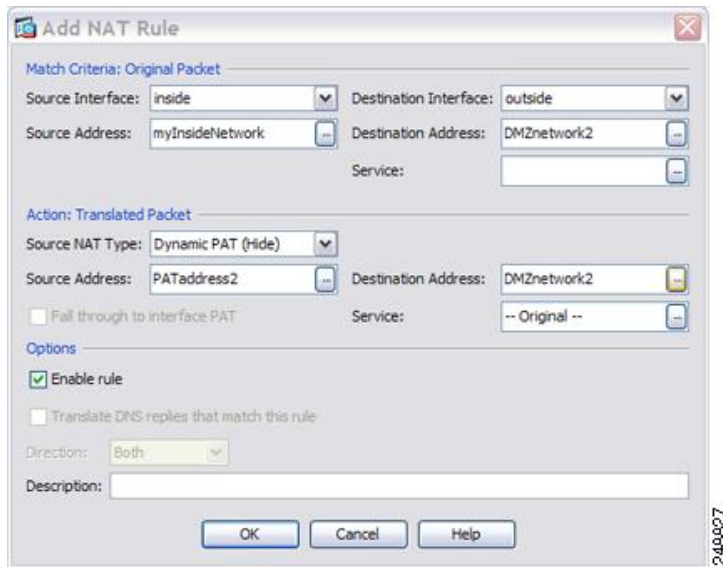 Add NAT Rule
Match Criteria: Original Packet
Source Interface: inside Destination Interface: outside
Source Address: myInsideNetwork ... Destination Address: DMZnetwork2 ...
Service: ...
Action: Translated Packet
Source NAT Type: Dynamic PAT (Hide)
Source Address: PATaddress2 ... Destination Address: DMZnetwork2 ...
Fall through to interface PAT Service: -- Original -- ...
Options
Enable rule
Translate DNS replies that match this rule
Direction: Both
Description:
OK Cancel Help
248827